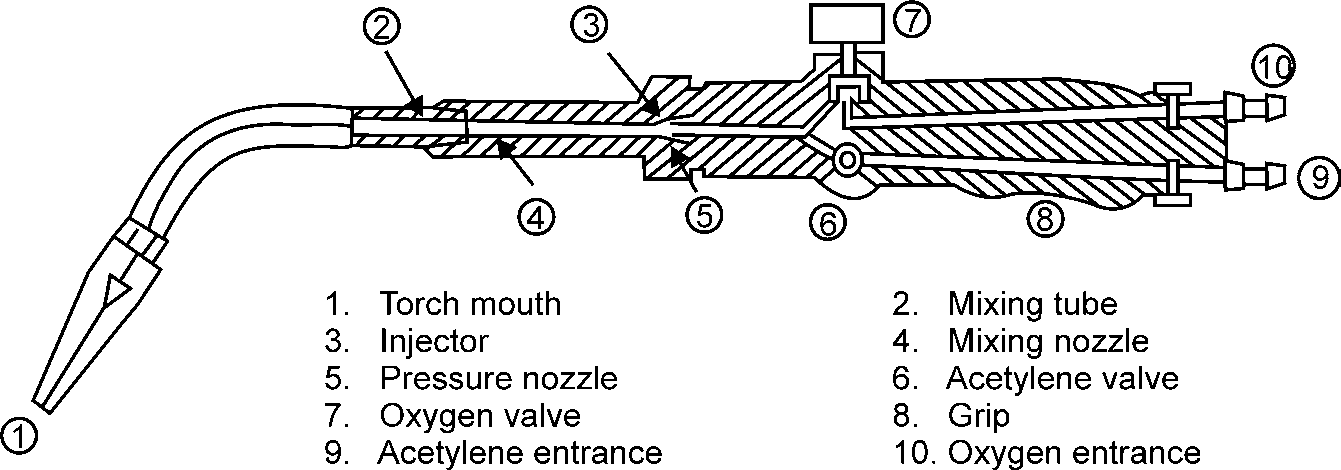 ② ③ ⑦
⑩
④ ⑤ ⑥ ⑧ ⑨
①
1. Torch mouth 2. Mixing tube
3. Injector 4. Mixing nozzle
5. Pressure nozzle 6. Acetylene valve
7. Oxygen valve 8. Grip
9. Acetylene entrance 10. Oxygen entrance